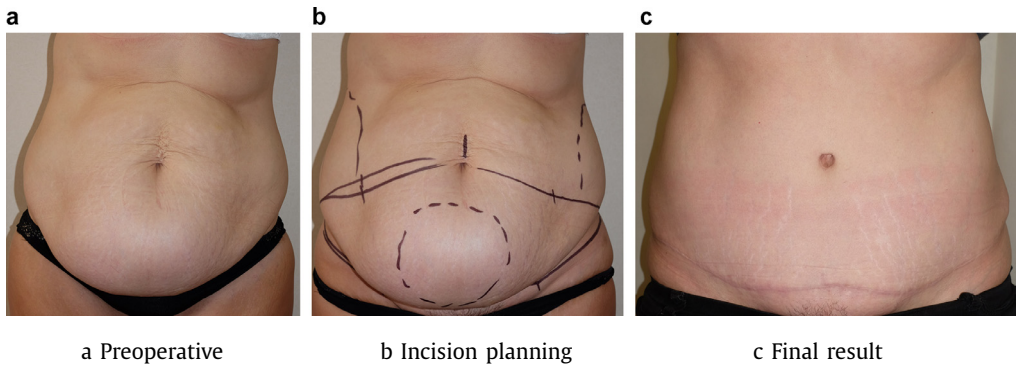 a
b
c
a Preoperative
b Incision planning
c Final result